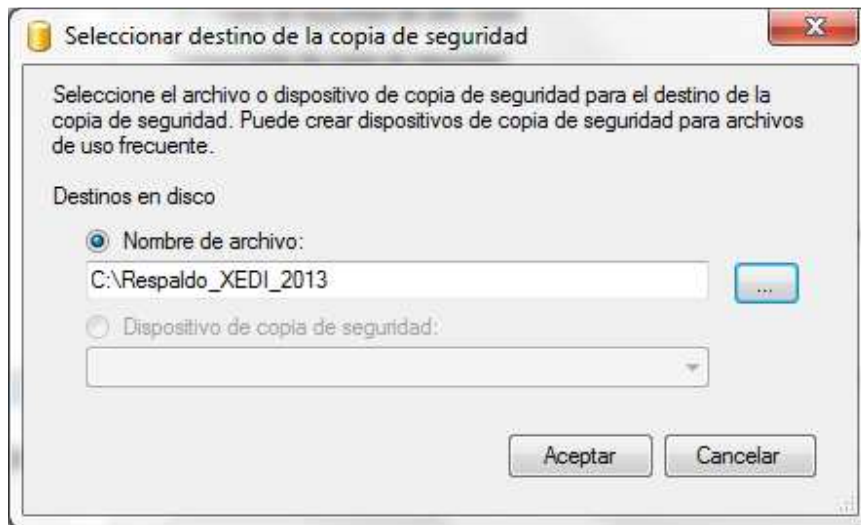 Seleccionar destino de la copia de seguridad
Seleccione el archivo o dispositivo de copia de seguridad para el destino de la
copia de seguridad. Puede crear dispositivos de copia de seguridad para archivos
de uso frecuente.
Destinos en disco
Nombre de archivo:
C:\Respaldo_XEDI_2013
...
Dispositivo de copia de seguridad:
Aceptar
Cancelar